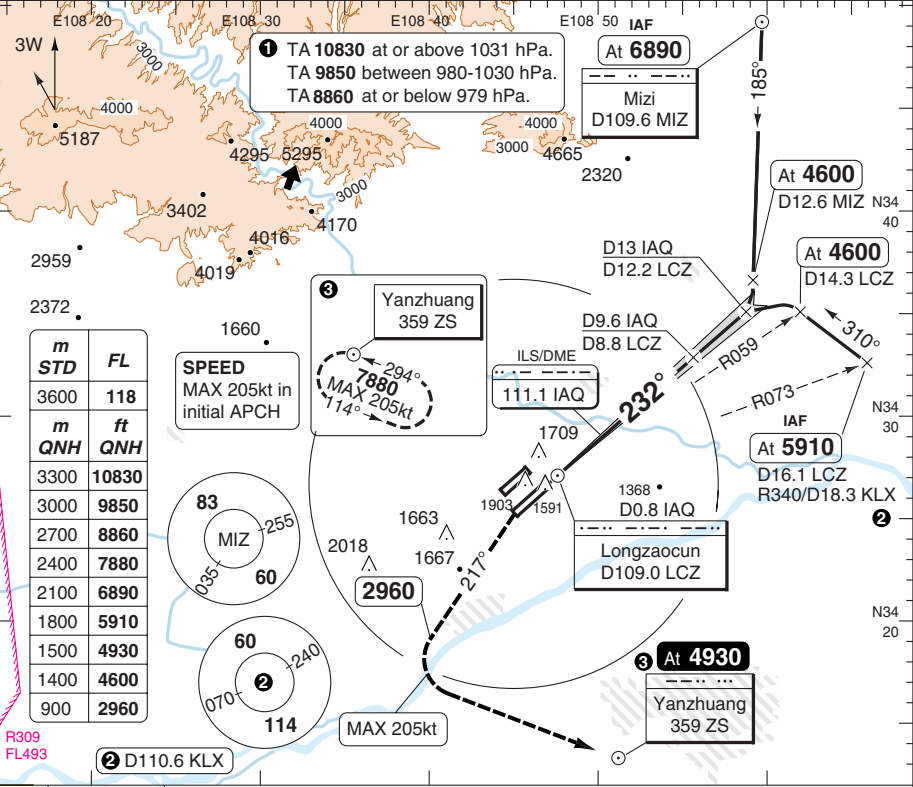 E108 20
E108 30
E108 40
E108 50
3W
3000
4000
5187
❶ TA 10830 at or above 1031 hPa.
TA 9850 between 980-1030 hPa.
TA 8860 at or below 979 hPa.
IAF
At 6890
Mizi
D109.6 MIZ
185°
4000
4000
4295
5295
3000
4665
2320
3000
3402
4170
4016
4019
2959
2372
At 4600
D12.6 MIZ
N34
40
At 4600
D14.3 LCZ
D13 IAQ
D12.2 LCZ
D9.6 IAQ
D8.8 LCZ
R059
310°
R073
❸
Yanzhuang
359 ZS
294°
7880
MAX 205kt
114°
1660
SPEED
MAX 205kt in
initial APCH
ILS/DME
111.1 IAQ
232°
N34
30
IAF
At 5910
D16.1 LCZ
R340/D18.3 KLX
❷
m STD FL
3600 118
m QNH ft QNH
3300 10830
3000 9850
2700 8860
2400 7880
2100 6890
1800 5910
1500 4930
1400 4600
900 2960
1709
1903
1591
1368
D0.8 IAQ
Longzaocun
D109.0 LCZ
1663
1667
2018
2960
217°
83
MIZ
255
035
60
N34
20
60
240
❷
070
114
MAX 205kt
❸ At 4930
Yanzhuang
359 ZS
R309
FL493
❷ D110.6 KLX